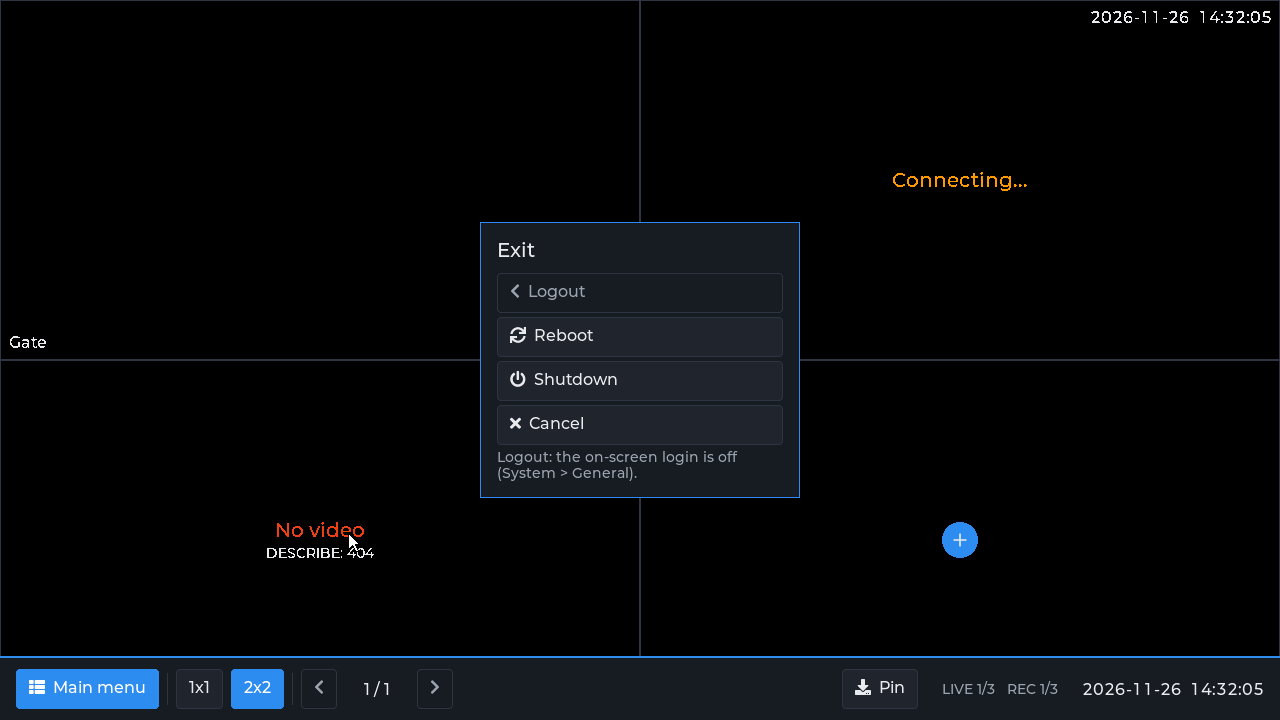 2026-11-26 14:32:05
Connecting...
Exit
Logout
Reboot
Gate
Shutdown
Cancel
Logout: the on-screen login is off
(System > General).
No video
DESCRIBE: 404
Main menu
1x1
2x2
1 / 1
Pin
LIVE 1/3
REC 1/3
2026-11-26 14:32:05